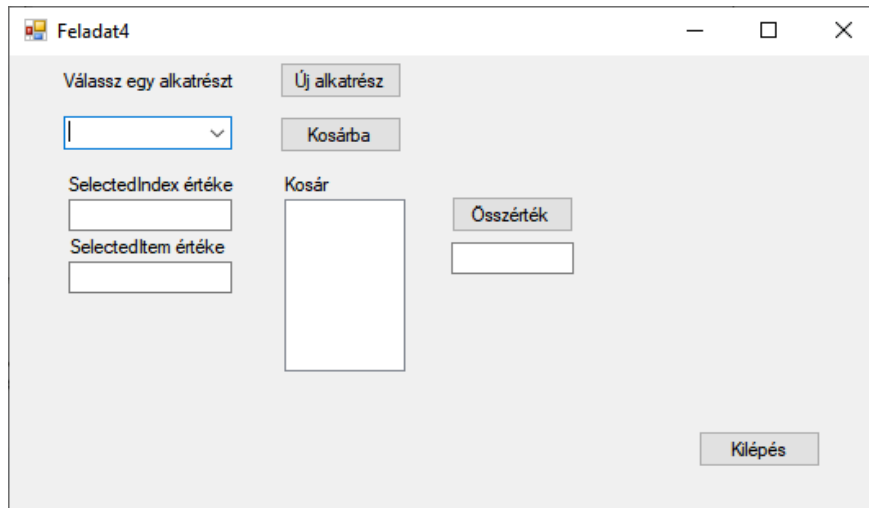 Feladat4
Válassz egy alkatrészt
Új alkatrész
Kosárba
SelectedIndex értéke
Kosár
Összérték
SelectedItem értéke
Kilépés